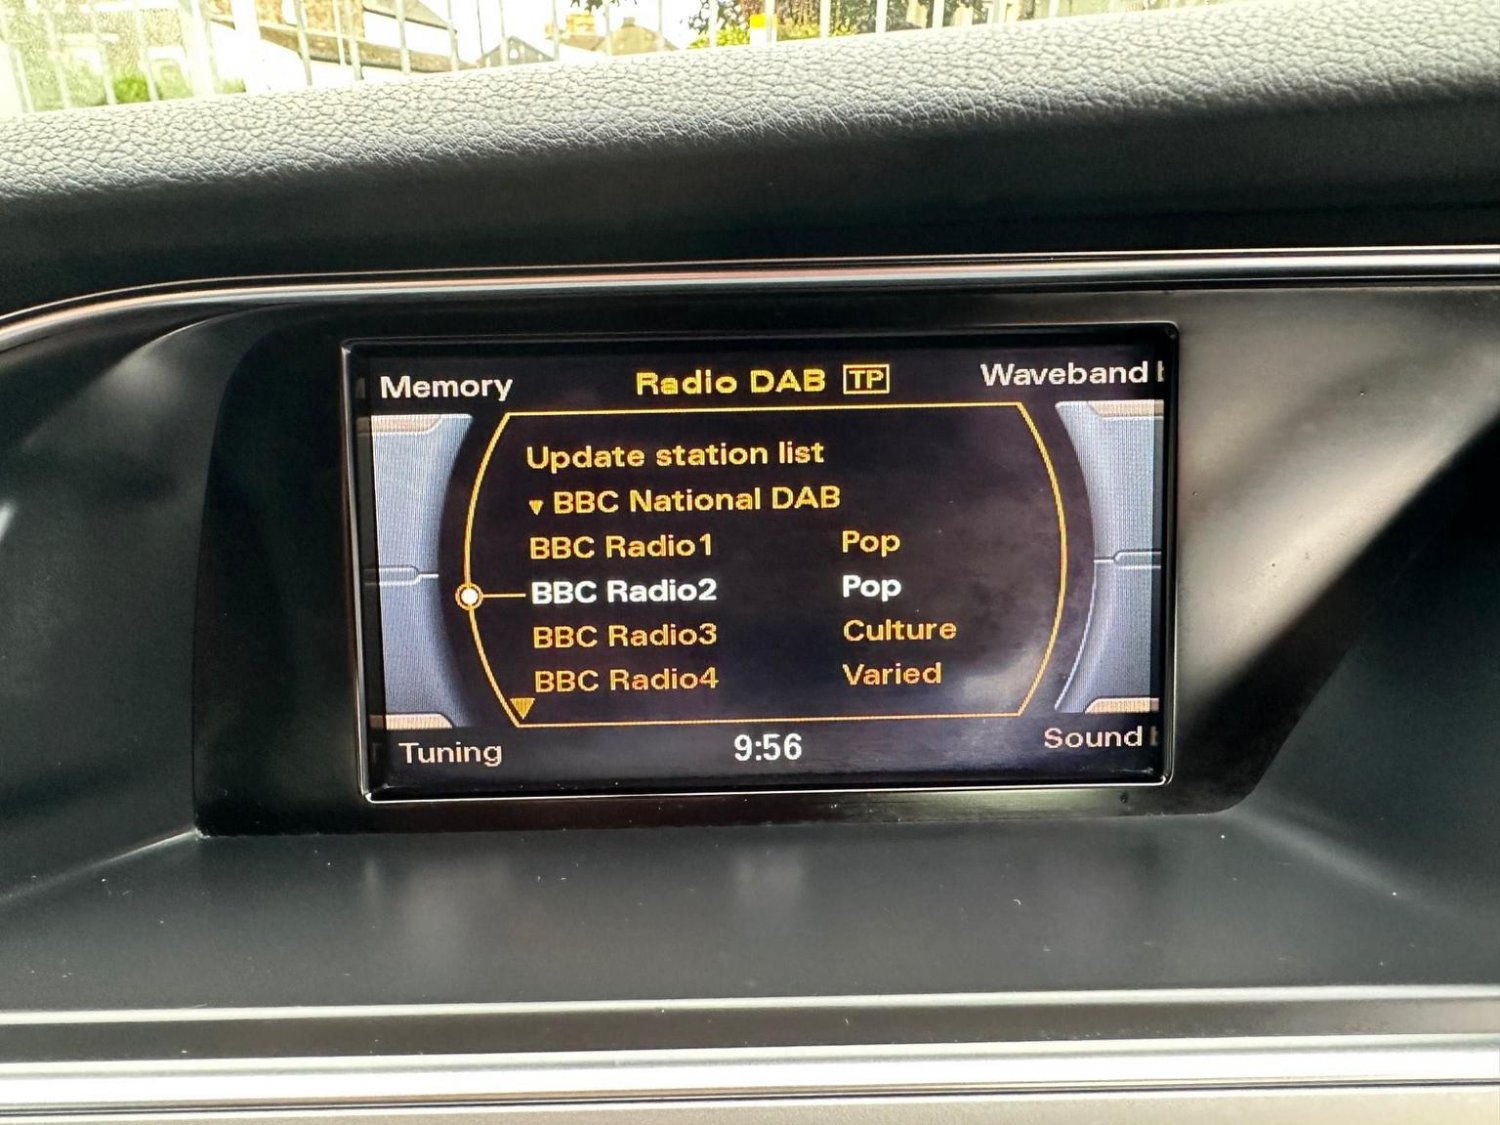 Memory Radio DAB TP Waveband
Update station list
BBC National DAB
BBC Radio1 Pop
BBC Radio2 Pop
BBC Radio3 Culture
BBC Radio4 Varied
Tuning 9:56 Sound